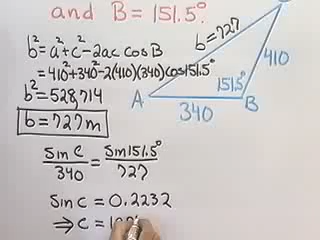 and B = 151.5°.
b² = a² + c² - 2ac cos B
= 410² + 340² - 2(410)(340) cos 151.5°
b² = 528,714
b = 727 m
sin C / 340 = sin 151.5° / 727
sin C = 0.2232
⇒ C =
b = 727
410
151.5°
A
B
340